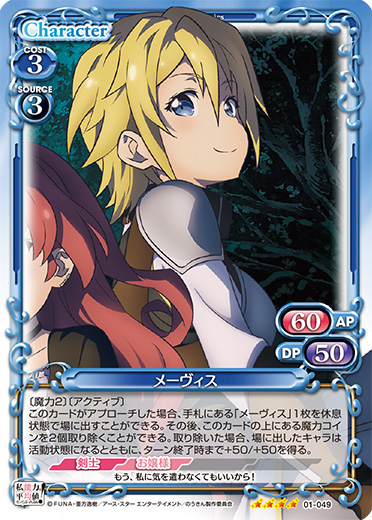 Character
COST
3
SOURCE
3
60 AP
DP 50
メーヴィス
〔魔力2〕〔アクティブ〕
このカードがアプローチした場合、手札にある「メーヴィス」1枚を休息
状態で場に出すことができる。その後、このカードの上にある魔力コイ
ンを2個取り除くことができる。取り除いた場合、場に出したキャラは
活動状態になるとともに、ターン終了時まで+50/+50を得る。
剣士 お嬢様
もう、私に気を遣わなくてもいいから!
私、能力は
平均値
©FUNA・亜方逸樹/アース・スター エンターテイメント/のうきん製作委員会
01-049